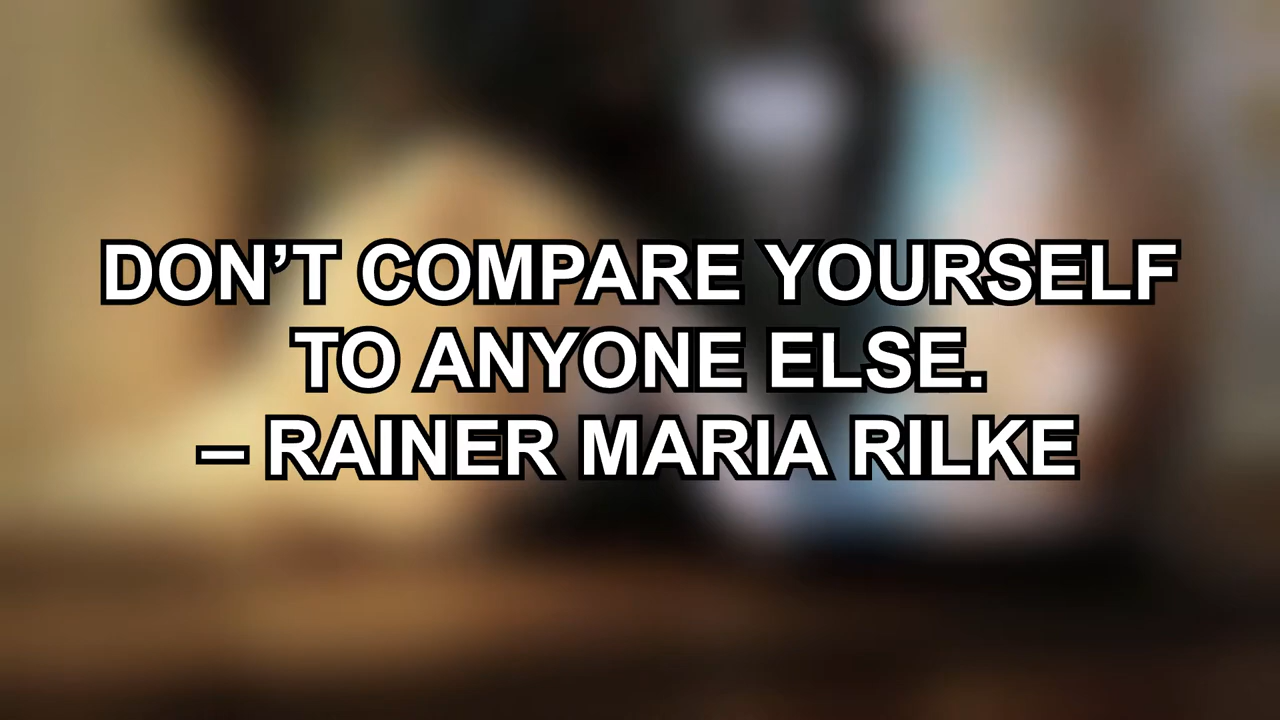 DON’T COMPARE YOURSELF
TO ANYONE ELSE.
– RAINER MARIA RILKE